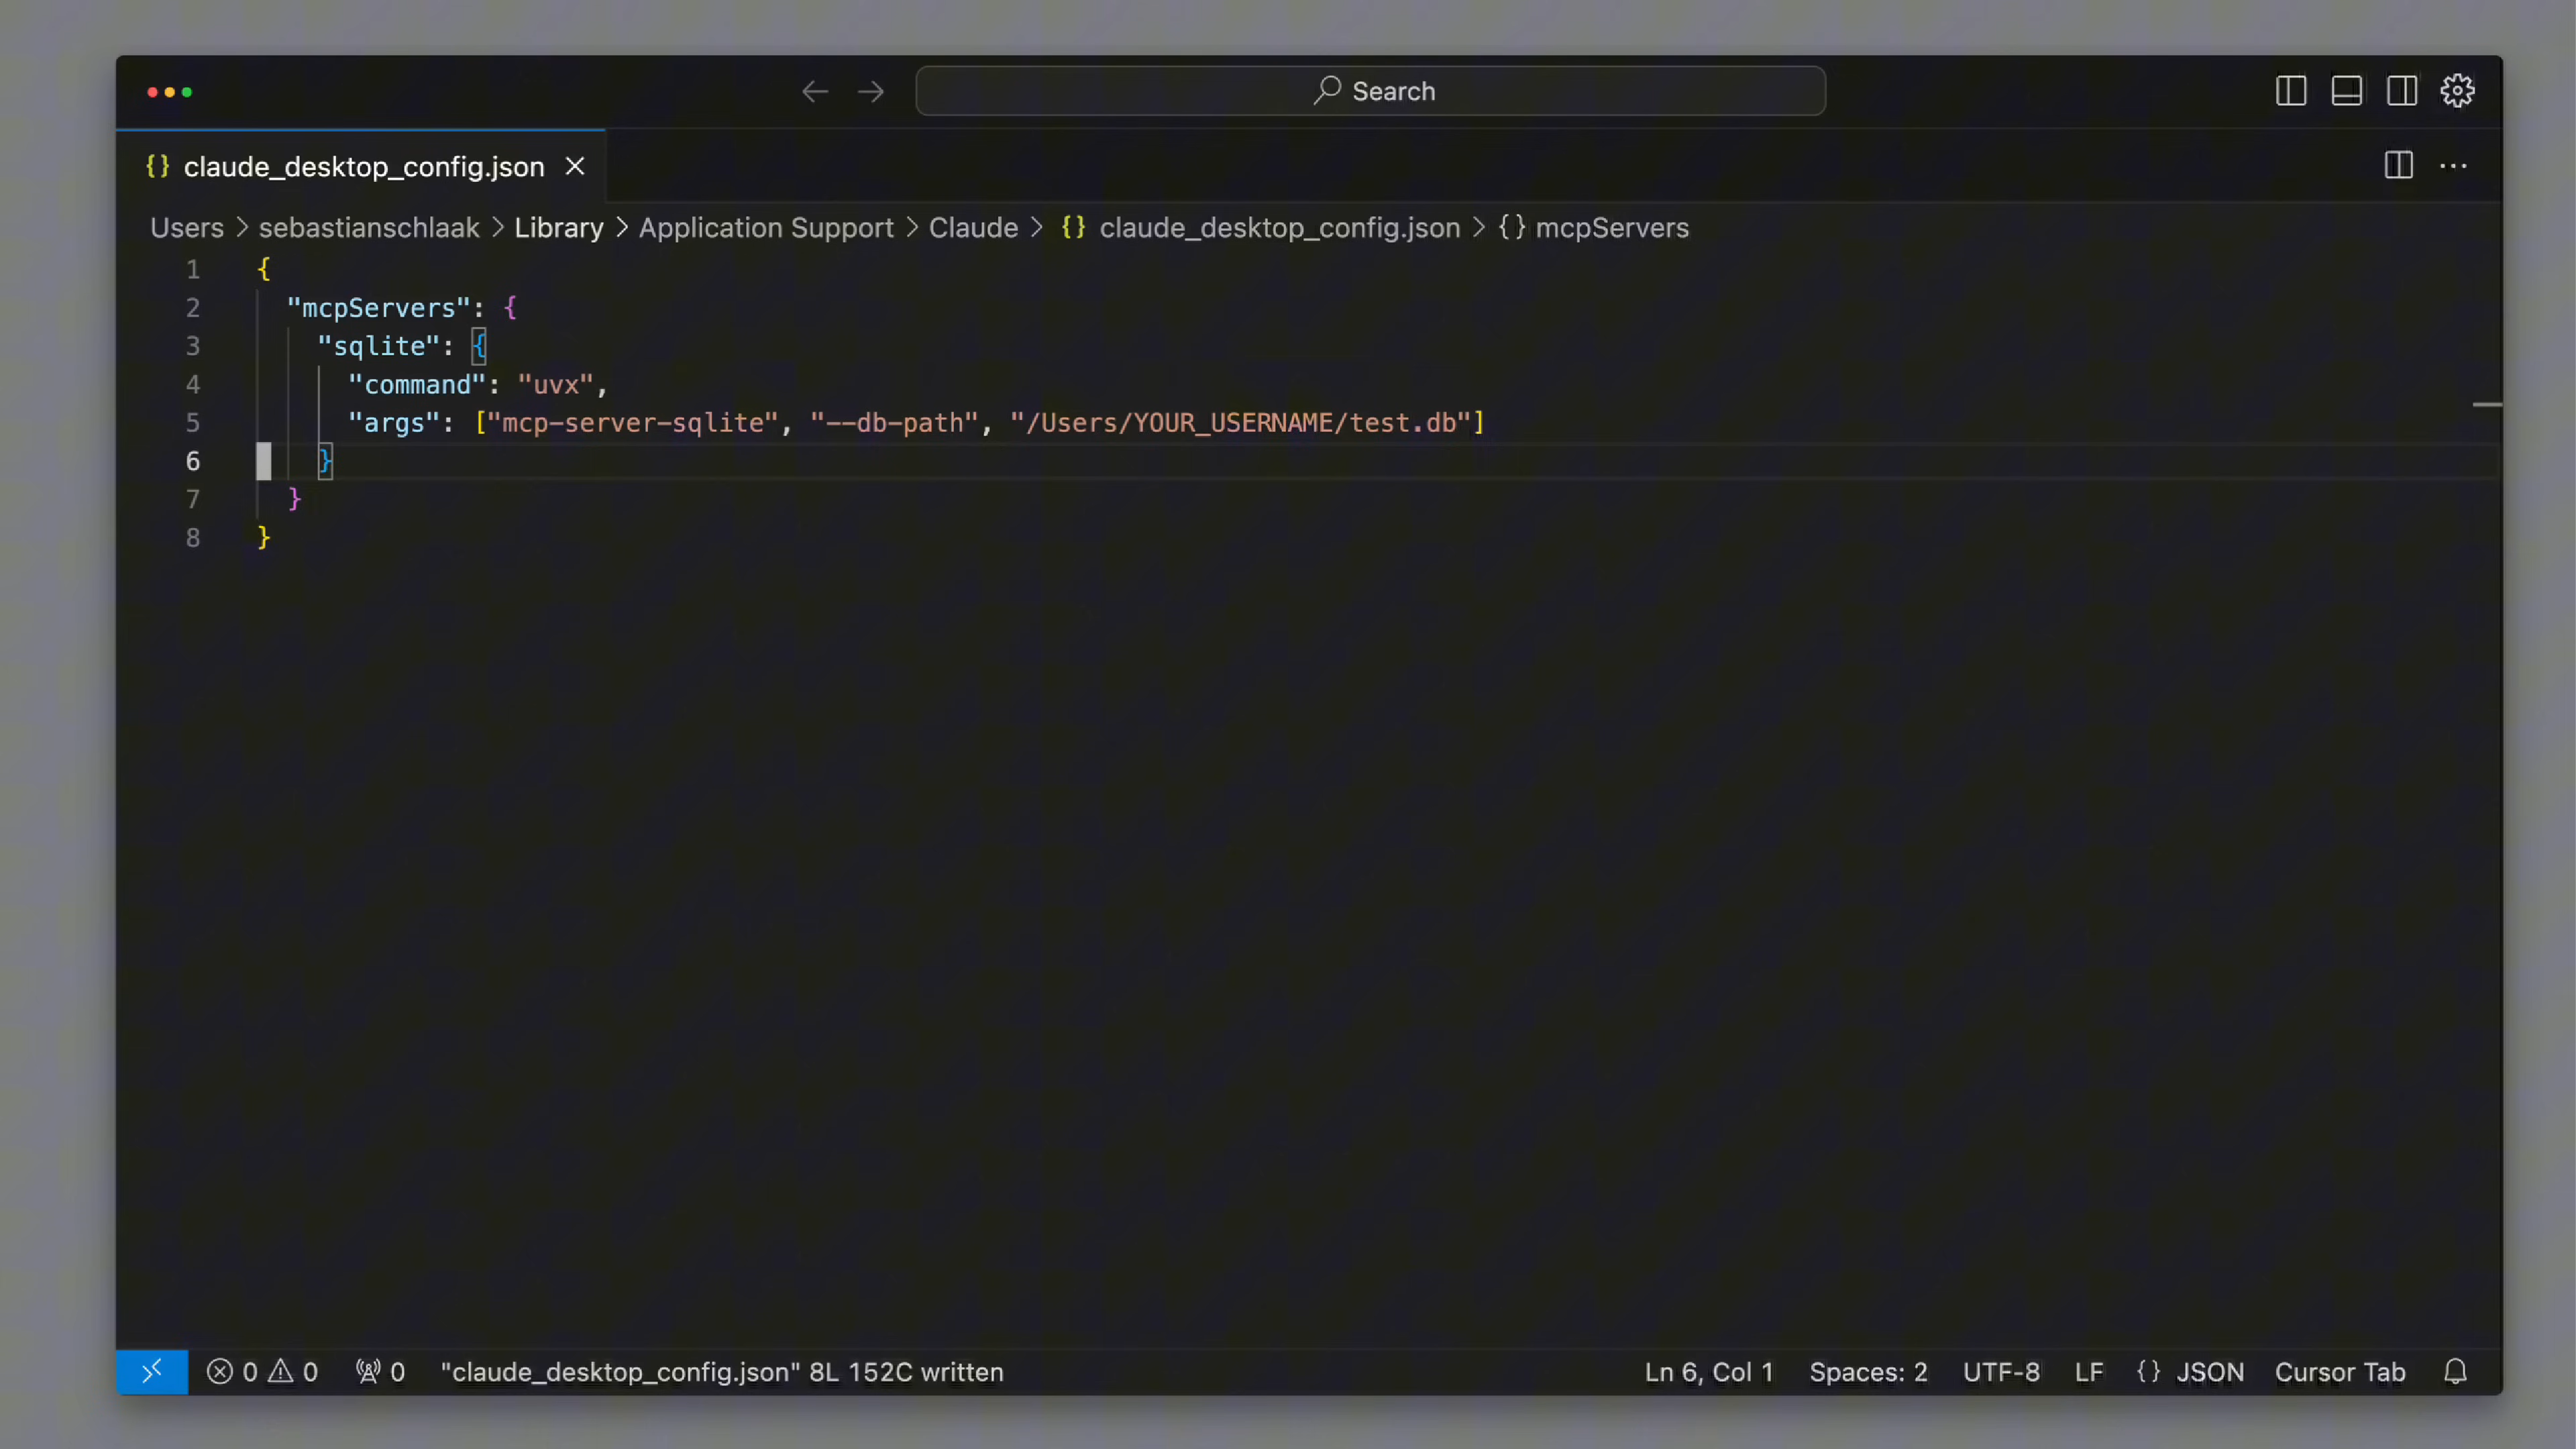 Search
claude_desktop_config.json
Users > sebastianschlaak > Library > Application Support > Claude > {} claude_desktop_config.json > {} mcpServers
1 {
2   "mcpServers": {
3     "sqlite": {
4       "command": "uvx",
5       "args": ["mcp-server-sqlite", "--db-path", "/Users/YOUR_USERNAME/test.db"]
6     }
7   }
8 }
0 0 0 "claude_desktop_config.json" 8L 152C written Ln 6, Col 1 Spaces: 2 UTF-8 LF {} JSON Cursor Tab